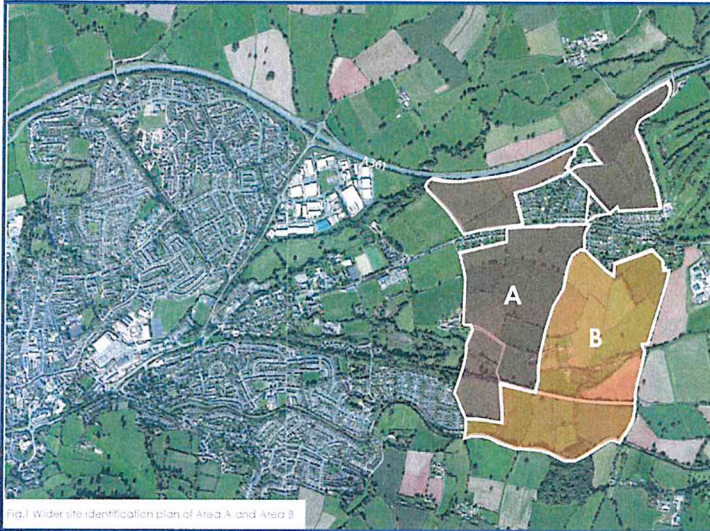 A361
A
B
Fig.1 Wider site identification plan of Area A and Area B